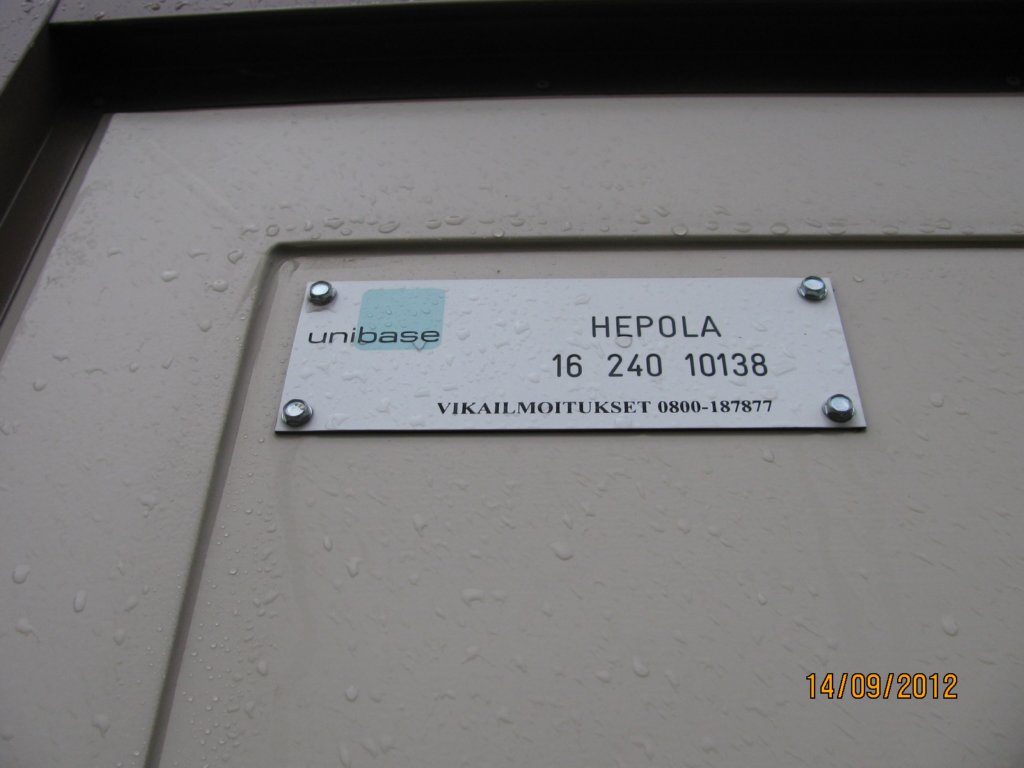 unibase
HEPOLA
16 240 10138
VIKAILMOITUKSET 0800-187877
14/09/2012